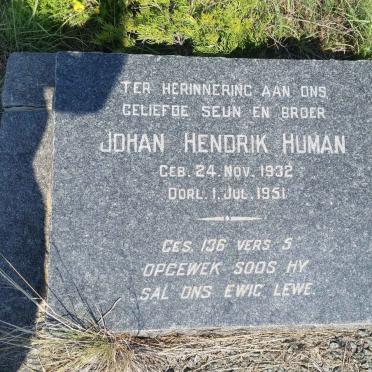 TER HERINNERING AAN ONS
GELIEFDE SEUN EN BROER
JOHAN HENDRIK HUMAN
GEB. 24. NOV. 1932
OORL. 1. JUL. 1951
GES. 136 VERS 5
OPGEWEK SOOS HY
SAL ONS EWIG LEWE.